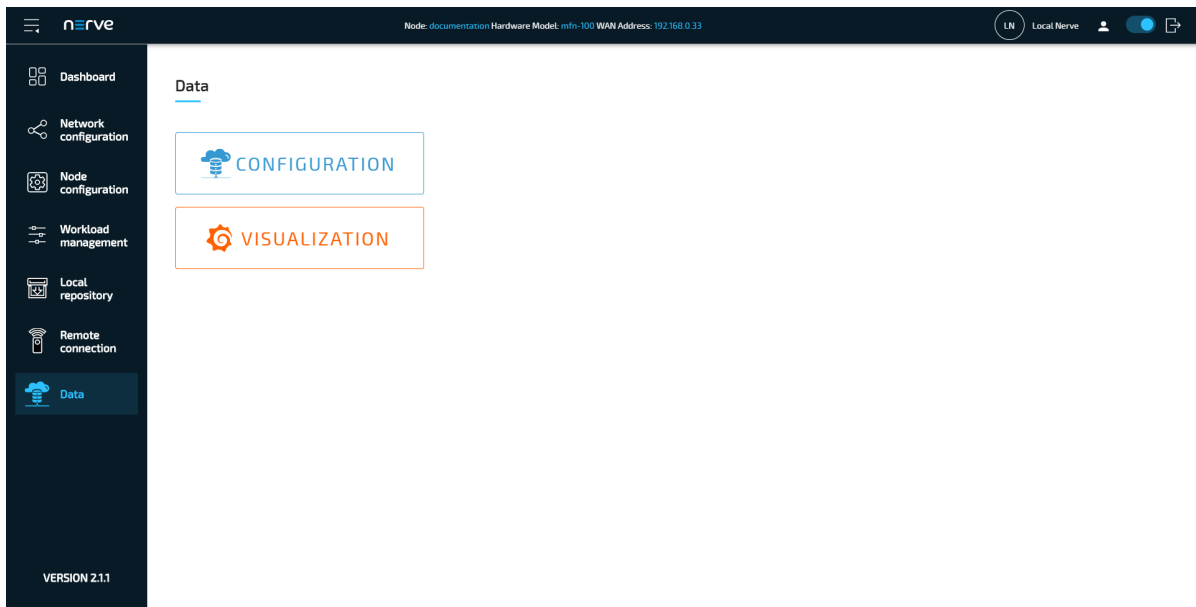 nerve
Node: documentation Hardware Model: mfn-100 WAN Address: 192.168.0.33
LN
Local Nerve
Dashboard
Network
configuration
Node
configuration
Workload
management
Local
repository
Remote
connection
Data
VERSION 2.1.1
Data
CONFIGURATION
VISUALIZATION